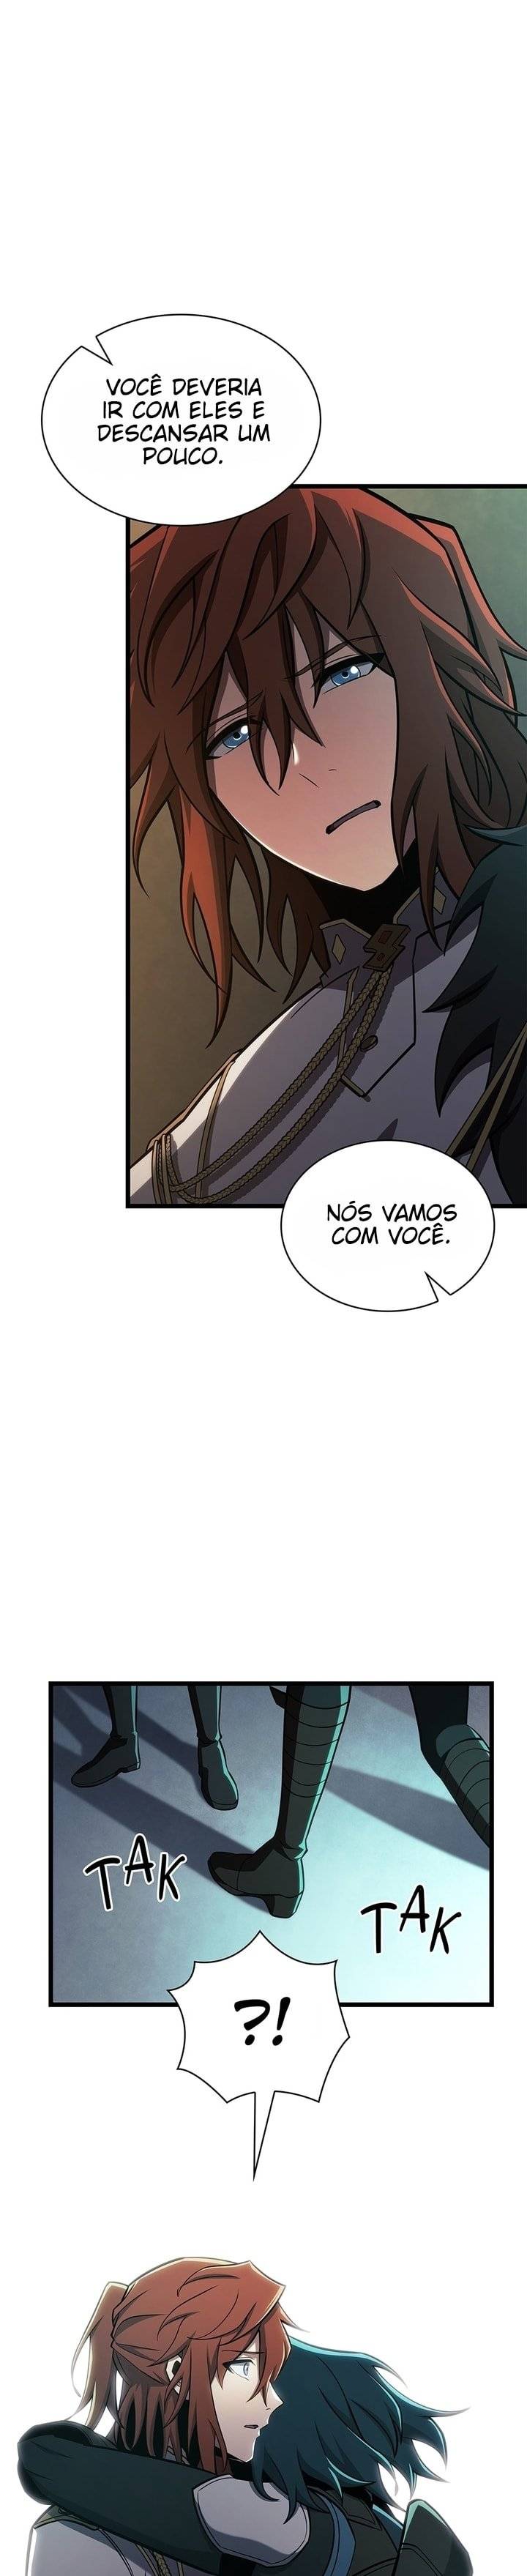 VOCÊ DEVERIA
IR COM ELES E
DESCANSAR UM
POUCO.
NÓS VAMOS
COM VOCÊ.
TAK
TAK
?!